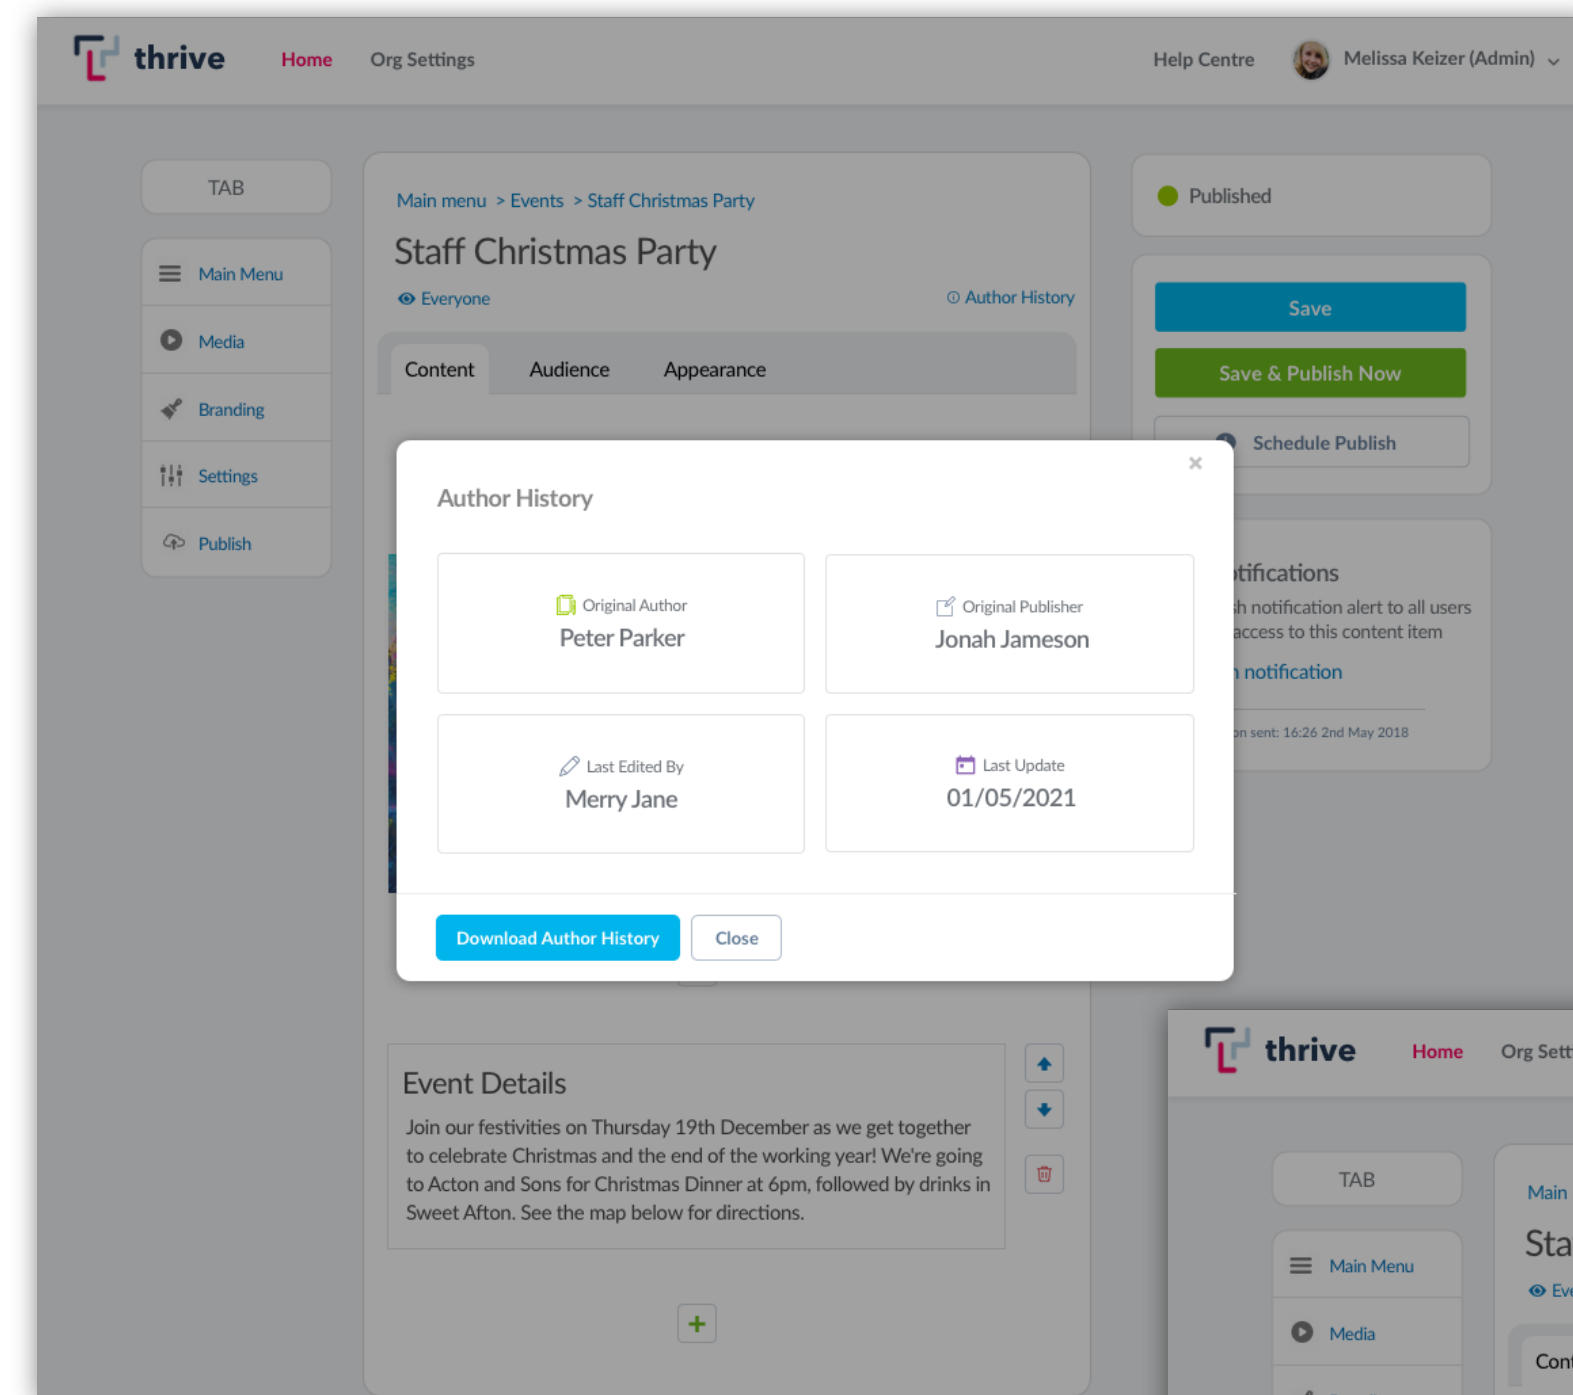 thrive Home Org Settings Help Centre Melissa Keizer (Admin)
TAB
Main Menu
Media
Branding
Settings
Publish
Main menu > Events > Staff Christmas Party
Staff Christmas Party
Everyone
Author History
Content Audience Appearance
Published
Save
Save & Publish Now
Schedule Publish
notification alert to all users
access to this content item
notification
sent: 16:26 2nd May 2018
Author History
Original Author
Peter Parker
Original Publisher
Jonah Jameson
Last Edited By
Merry Jane
Last Update
01/05/2021
Download Author History Close
Event Details
Join our festivities on Thursday 19th December as we get together
to celebrate Christmas and the end of the working year! We're going
to Acton and Sons for Christmas Dinner at 6pm, followed by drinks in
Sweet Afton. See the map below for directions.
thrive Home Org
TAB
Main Menu
Media
Main